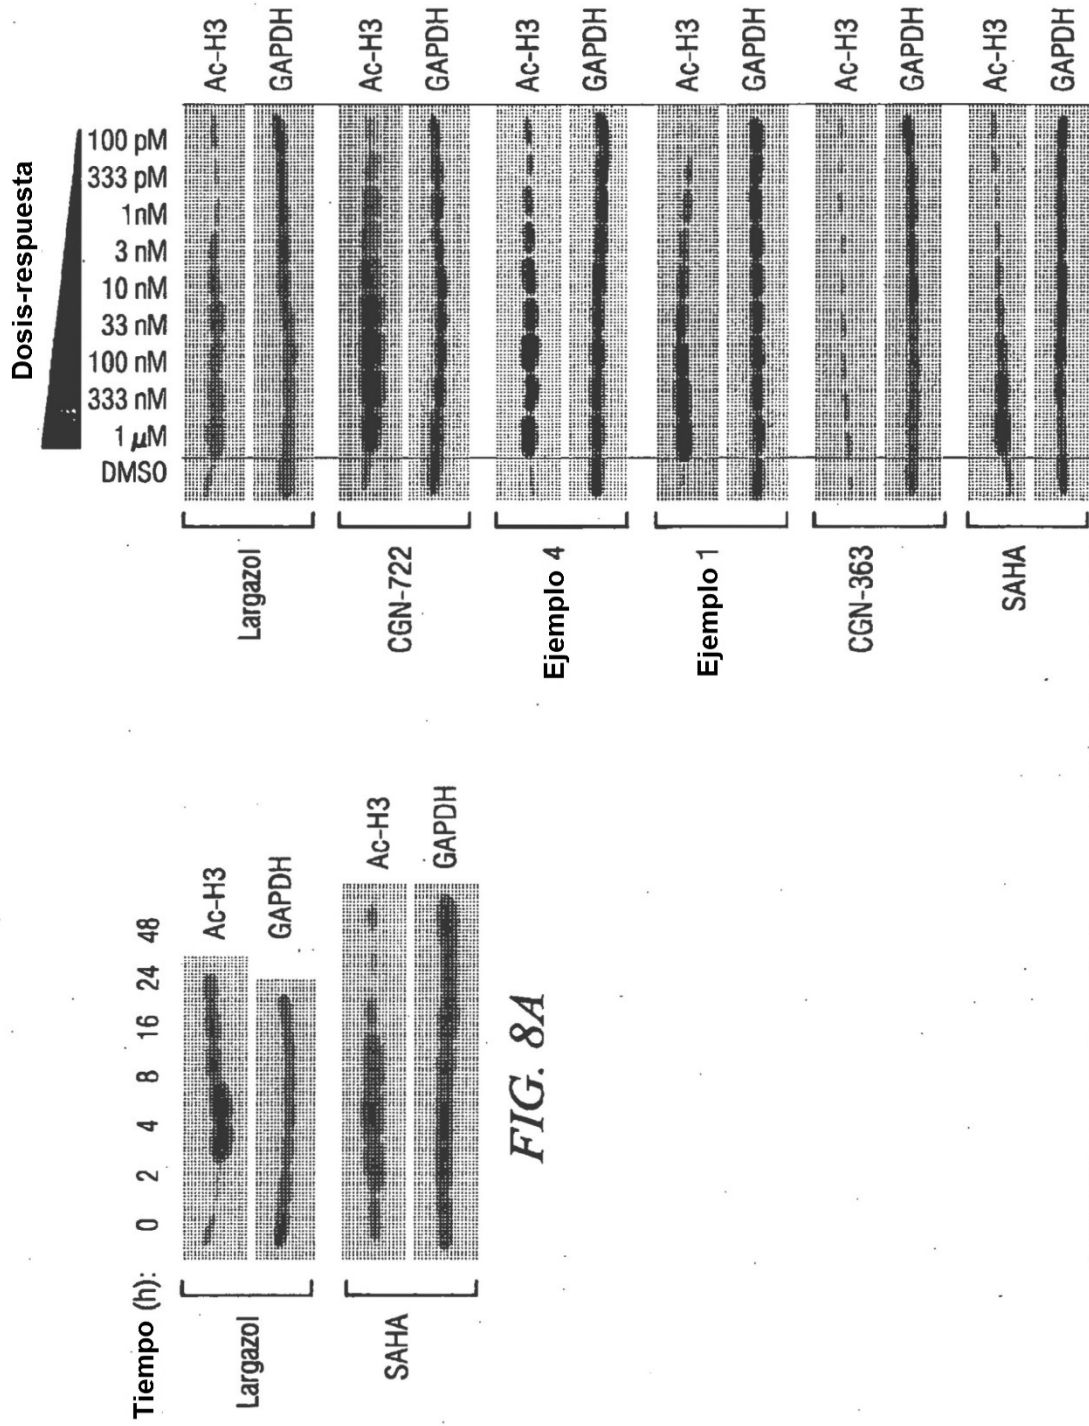 Tiempo (h): 0 2 4 8 16 24 48
Largazol
Ac-H3
GAPDH
SAHA
Ac-H3
GAPDH
FIG. 8A
Dosis-respuesta
DMSO 1 μM 333 nM 100 nM 33 nM 10 nM 3 nM 1nM 333 pM 100 pM
Largazol
Ac-H3
GAPDH
CGN-722
Ac-H3
GAPDH
Ejemplo 4
Ac-H3
GAPDH
Ejemplo 1
Ac-H3
GAPDH
CGN-363
Ac-H3
GAPDH
SAHA
Ac-H3
GAPDH